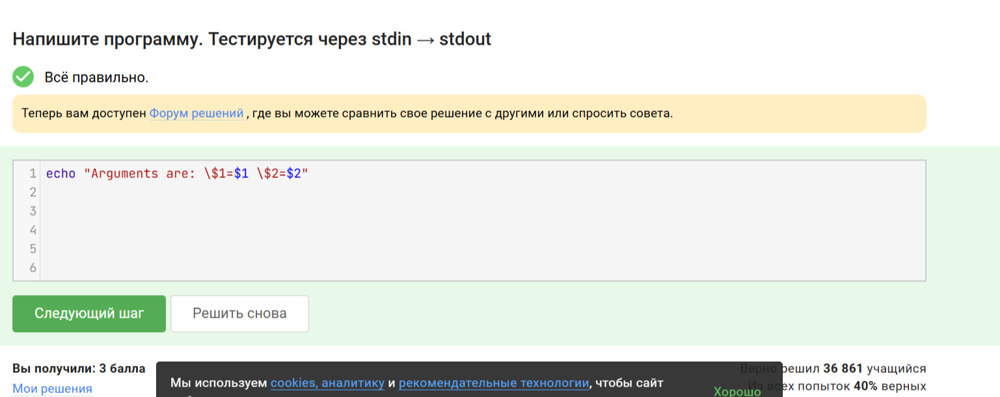 Напишите программу. Тестируется через stdin → stdout
Всё правильно.
Теперь вам доступен Форум решений , где вы можете сравнить свое решение с другими или спросить совета.
1 echo "Arguments are: \$1=$1 \$2=$2"
2
3
4
5
6
Следующий шаг Решить снова
Вы получили: 3 балла
Верно решил 36 861 учащийся
Мои решения
Из всех попыток 40% верных
Мы используем cookies, аналитику и рекомендательные технологии, чтобы сайт
Хорошо